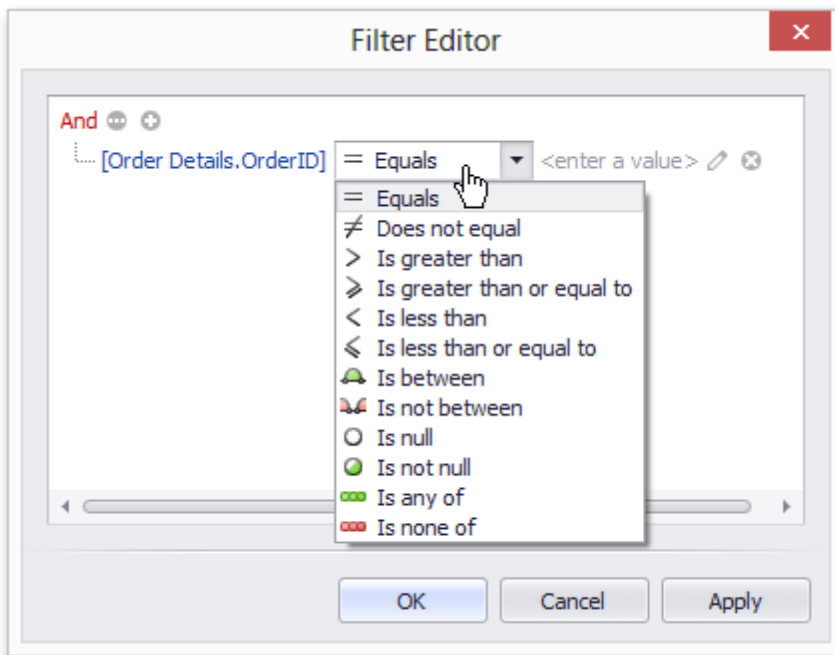 Filter Editor
And
[Order Details.OrderID] = Equals <enter a value>
= Equals
≠ Does not equal
> Is greater than
⩾ Is greater than or equal to
< Is less than
⩽ Is less than or equal to
Is between
Is not between
Is null
Is not null
Is any of
Is none of
OK Cancel Apply